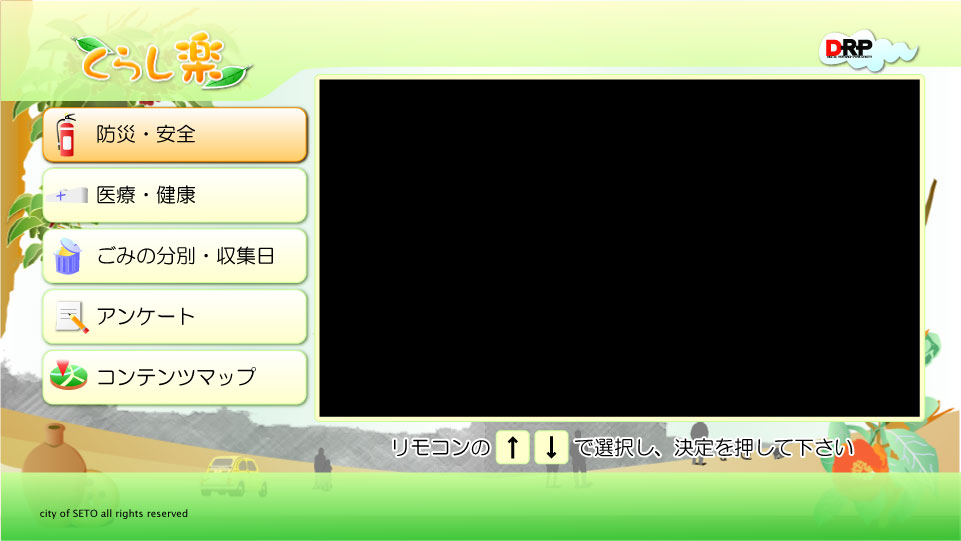 くらし楽
DRP
防災・安全
医療・健康
ごみの分別・収集日
アンケート
コンテンツマップ
リモコンの↑↓で選択し、決定を押して下さい
city of SETO all rights reserved